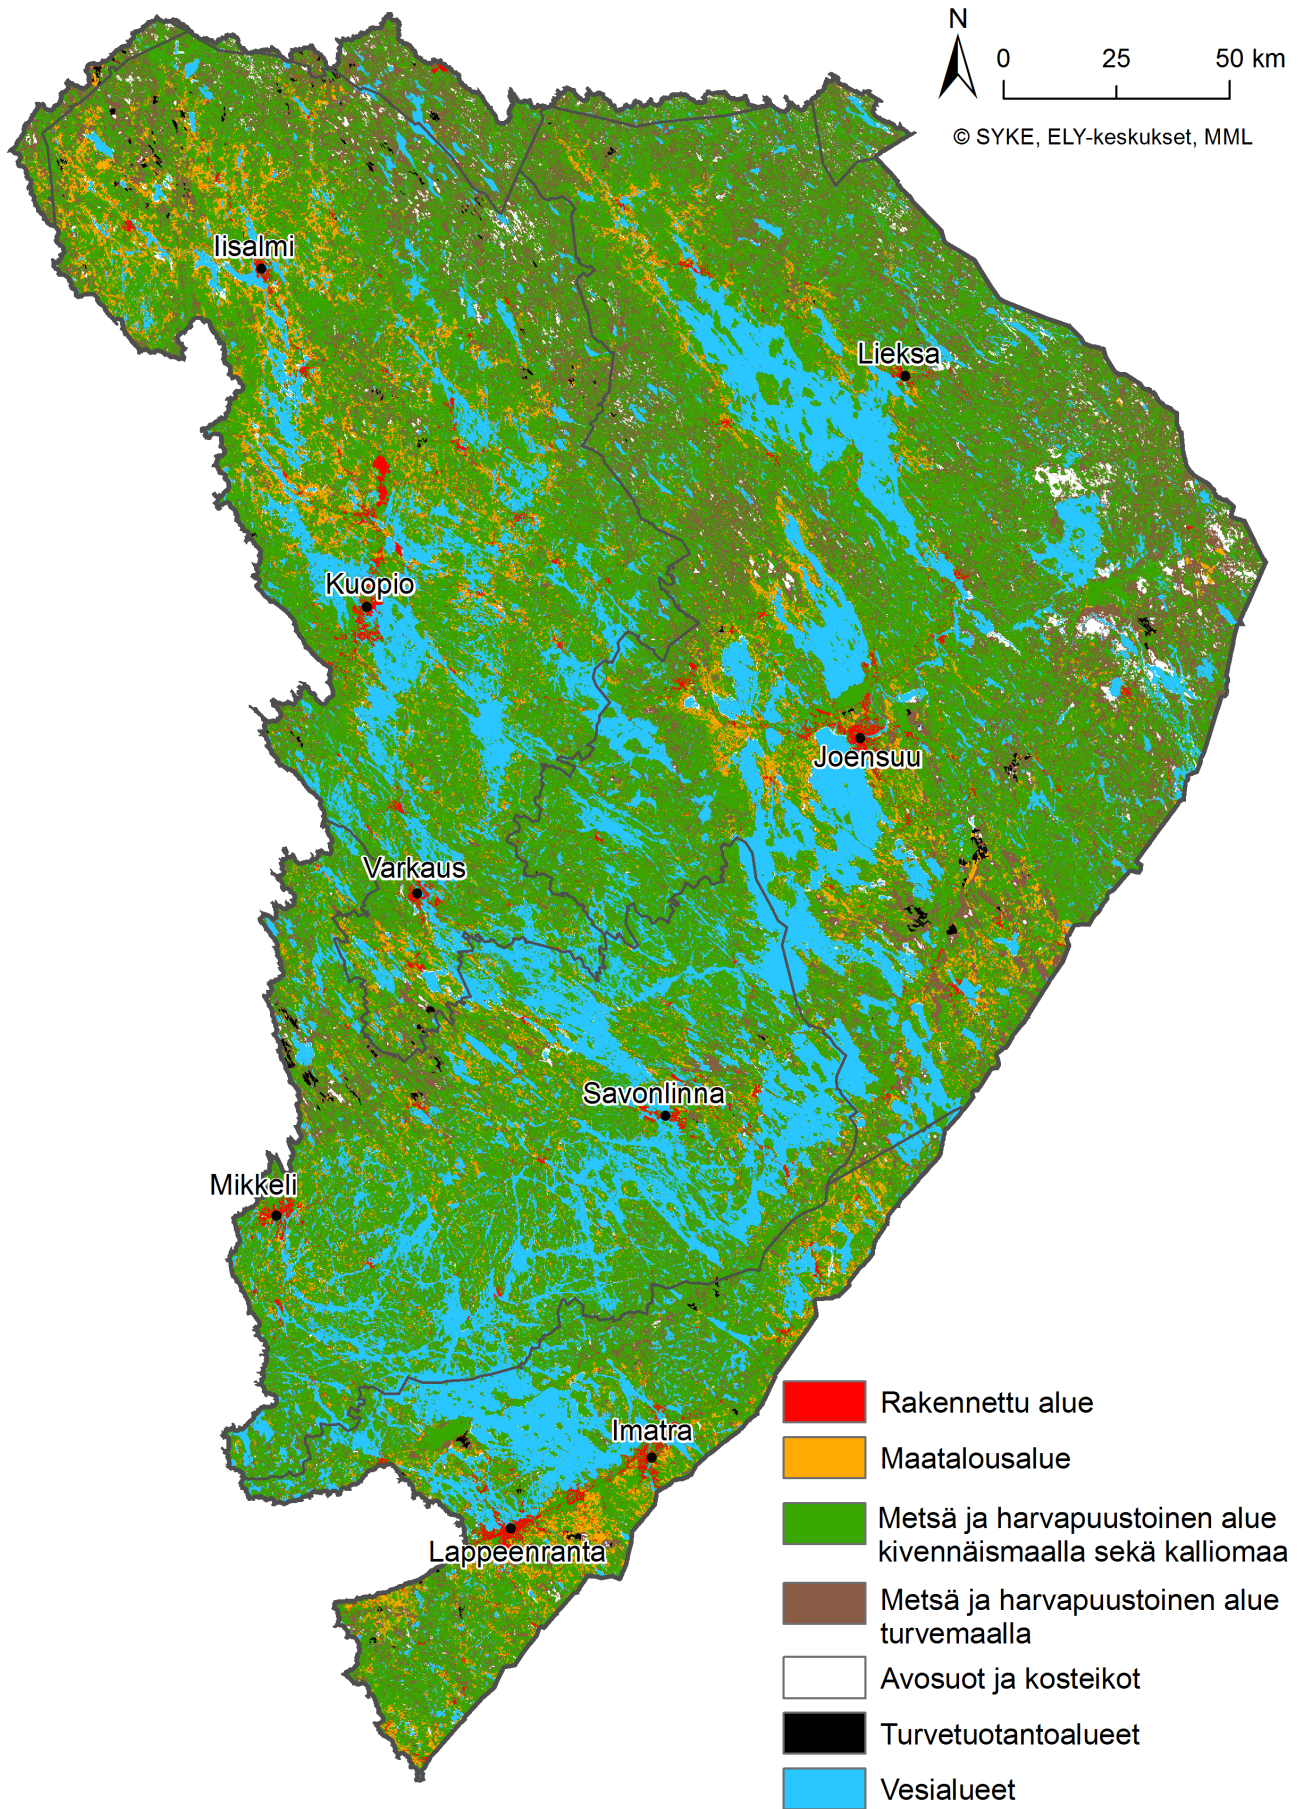 N
0 25 50 km
© SYKE, ELY-keskukset, MML
Iisalmi
Lieksa
Kuopio
Joensuu
Varkaus
Savonlinna
Mikkeli
Imatra
Lappeenranta
Rakennettu alue
Maatalousalue
Metsä ja harvapuustoinen alue
kivennäismaalla sekä kalliomaa
Metsä ja harvapuustoinen alue
turvemaalla
Avosuot ja kosteikot
Turvetuotantoalueet
Vesialueet